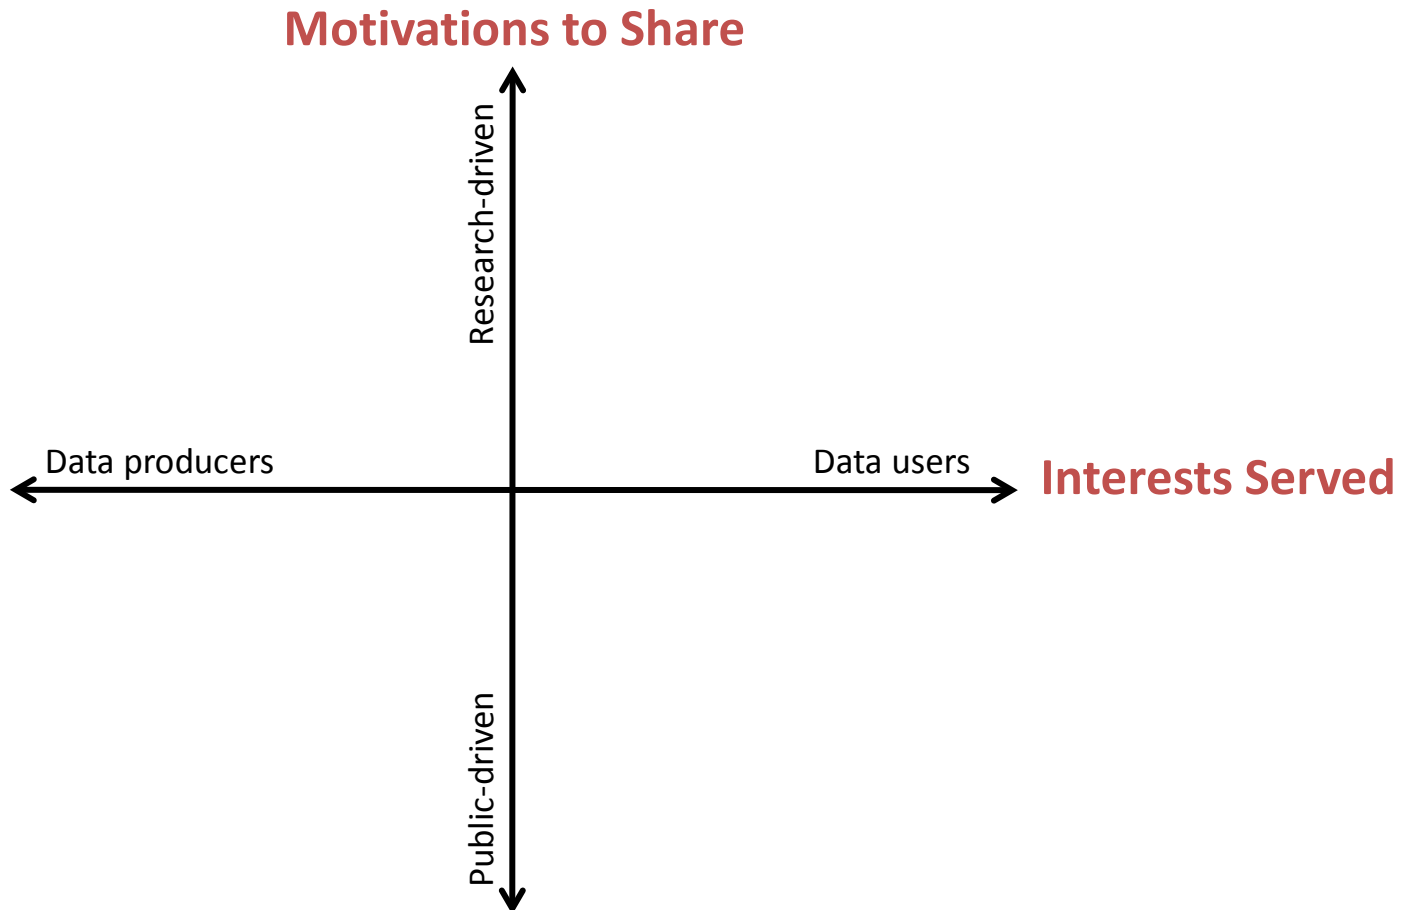 Motivations to Share
Research-driven
Data producers
Data users
Interests Served
Public-driven